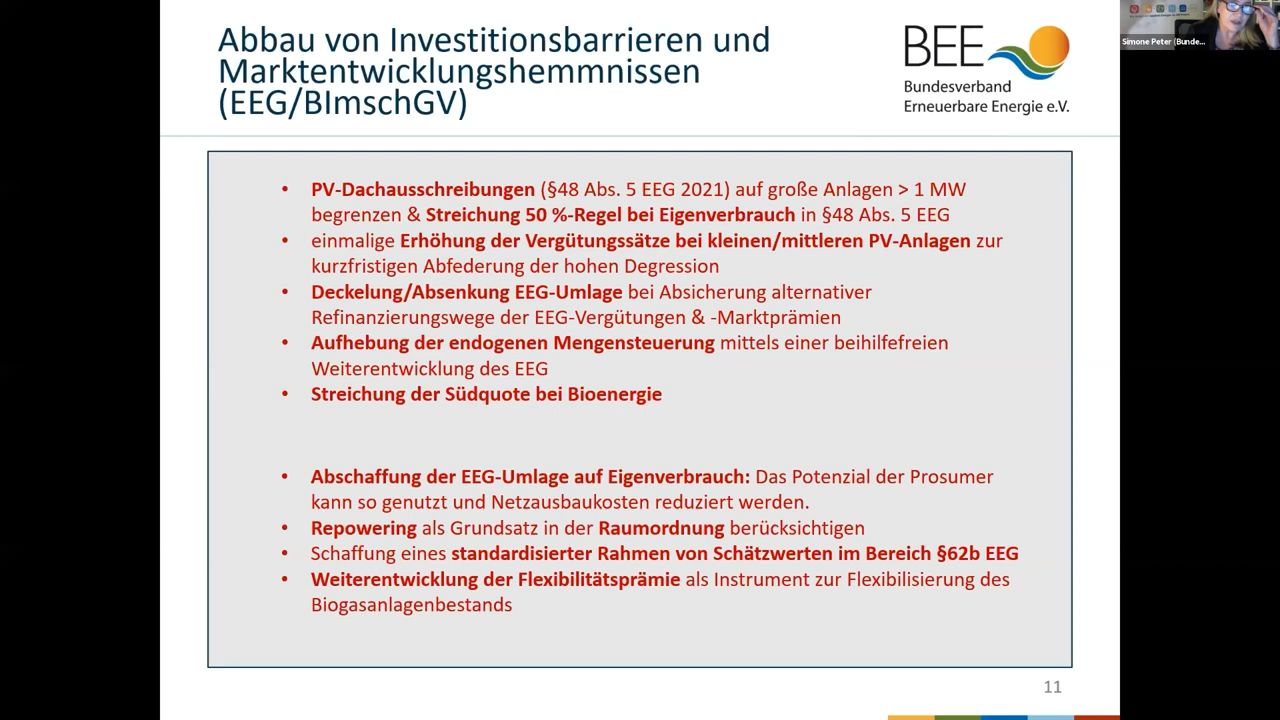 Abbau von Investitionsbarrieren und
Marktentwicklungshemmnissen
(EEG/BImschGV)
BEE
Bundesverband
Erneuerbare Energie e.V.
Simone Peter (Bunde...
• PV-Dachausschreibungen (§48 Abs. 5 EEG 2021) auf große Anlagen > 1 MW
begrenzen & Streichung 50 %-Regel bei Eigenverbrauch in §48 Abs. 5 EEG
• einmalige Erhöhung der Vergütungssätze bei kleinen/mittleren PV-Anlagen zur
kurzfristigen Abfederung der hohen Degression
• Deckelung/Absenkung EEG-Umlage bei Absicherung alternativer
Refinanzierungswege der EEG-Vergütungen & -Marktprämien
• Aufhebung der endogenen Mengensteuerung mittels einer beihilfefreien
Weiterentwicklung des EEG
• Streichung der Südquote bei Bioenergie
• Abschaffung der EEG-Umlage auf Eigenverbrauch: Das Potenzial der Prosumer
kann so genutzt und Netzausbaukosten reduziert werden.
• Repowering als Grundsatz in der Raumordnung berücksichtigen
• Schaffung eines standardisierter Rahmen von Schätzwerten im Bereich §62b EEG
• Weiterentwicklung der Flexibilitätsprämie als Instrument zur Flexibilisierung des
Biogasanlagenbestands
11